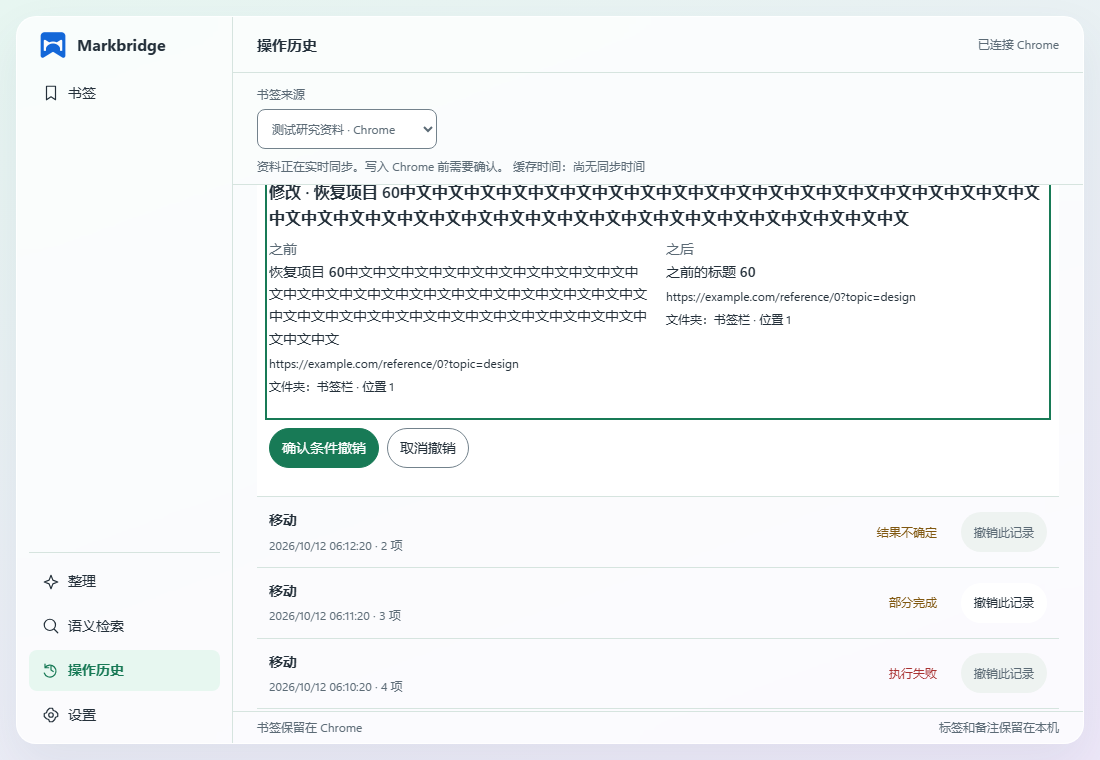 Markbridge
书签
整理
语义检索
操作历史
设置
操作历史
已连接 Chrome
书签来源
测试研究资料 · Chrome
资料正在实时同步。写入 Chrome 前需要确认。 缓存时间：尚无同步时间
修改 · 恢复项目 60中文中文中文中文中文中文中文中文中文中文中文中文中文中文中文中文中文中文中文中文
中文中文中文中文中文中文中文中文中文中文中文中文中文中文中文中文中文中文中文中文
之前
恢复项目 60中文中文中文中文中文中文中文中文中文中文中
文中文中文中文中文中文中文中文中文中文中文中文中文中文
中文中文中文中文中文中文中文中文中文中文中文中文中文中
文中文中文
https://example.com/reference/0?topic=design
文件夹：书签栏 · 位置 1
之后
之前的标题 60
https://example.com/reference/0?topic=design
文件夹：书签栏 · 位置 1
确认条件撤销
取消撤销
移动
2026/10/12 06:12:20 · 2 项
结果不确定
撤销此记录
移动
2026/10/12 06:11:20 · 3 项
部分完成
撤销此记录
移动
2026/10/12 06:10:20 · 4 项
执行失败
撤销此记录
书签保留在 Chrome
标签和备注保留在本机